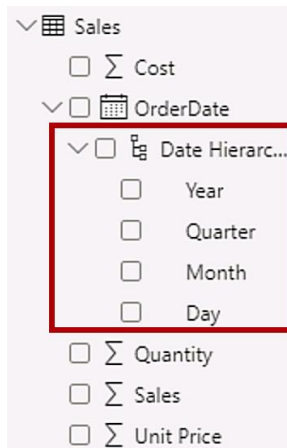 Sales
Cost
OrderDate
Date Hierarc...
Year
Quarter
Month
Day
Quantity
Sales
Unit Price